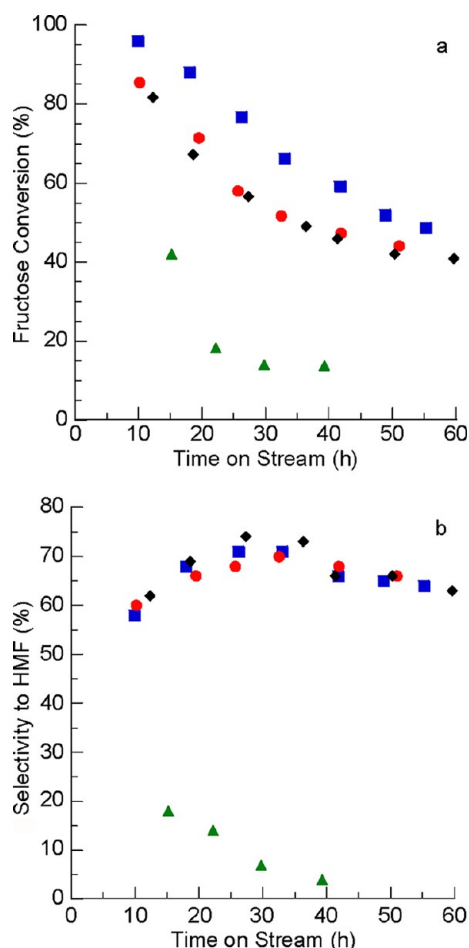 a
100
80
60
40
20
0
Fructose Conversion (%)
0 10 20 30 40 50 60
Time on Stream (h)
b
80
70
60
50
40
30
20
10
0
Selectivity to HMF (%)
0 10 20 30 40 50 60
Time on Stream (h)